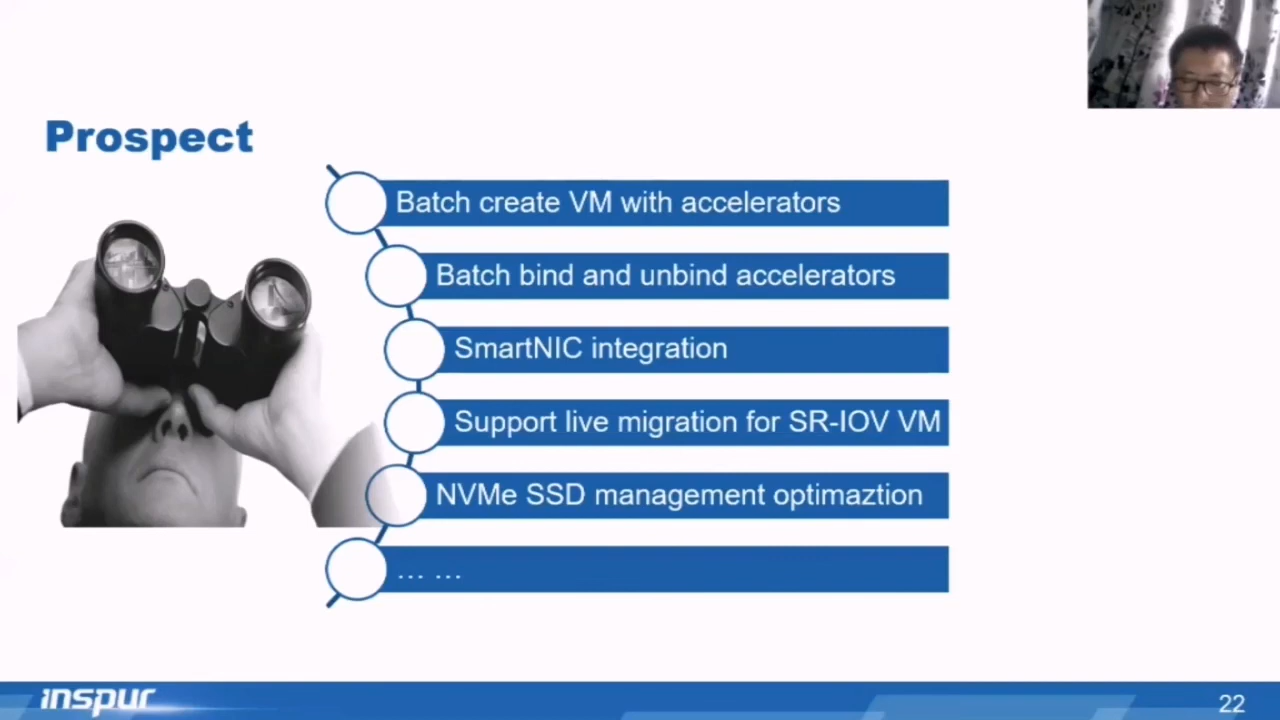 Prospect
Batch create VM with accelerators
Batch bind and unbind accelerators
SmartNIC integration
Support live migration for SR-IOV VM
NVMe SSD management optimaztion
... ...
inspur
22